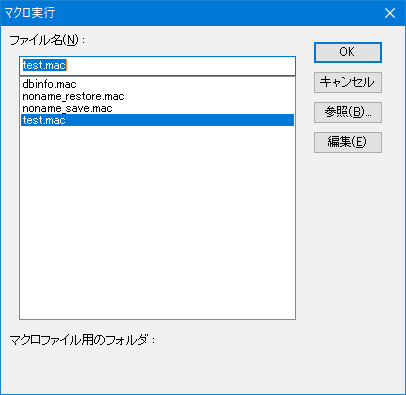 マクロ実行
ファイル名(N) :
test.mac
dbinfo.mac
noname_restore.mac
noname_save.mac
test.mac
OK
キャンセル
参照(B)...
編集(E)
マクロファイル用のフォルダ :